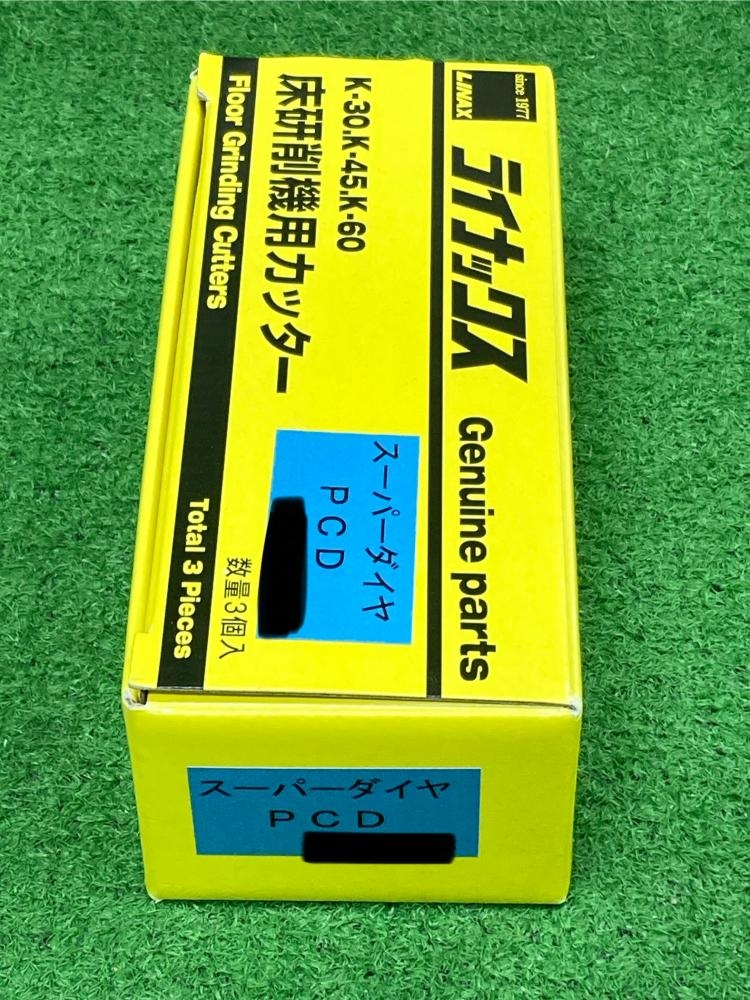 since 1977
LINAX
ライナックス
Genuine parts
K-30.K-45.K-60
床研削機用カッター
スーパーダイヤ
PCD
数量3個入
Floor Grinding Cutters
Total 3 Pieces
スーパーダイヤ
PCD